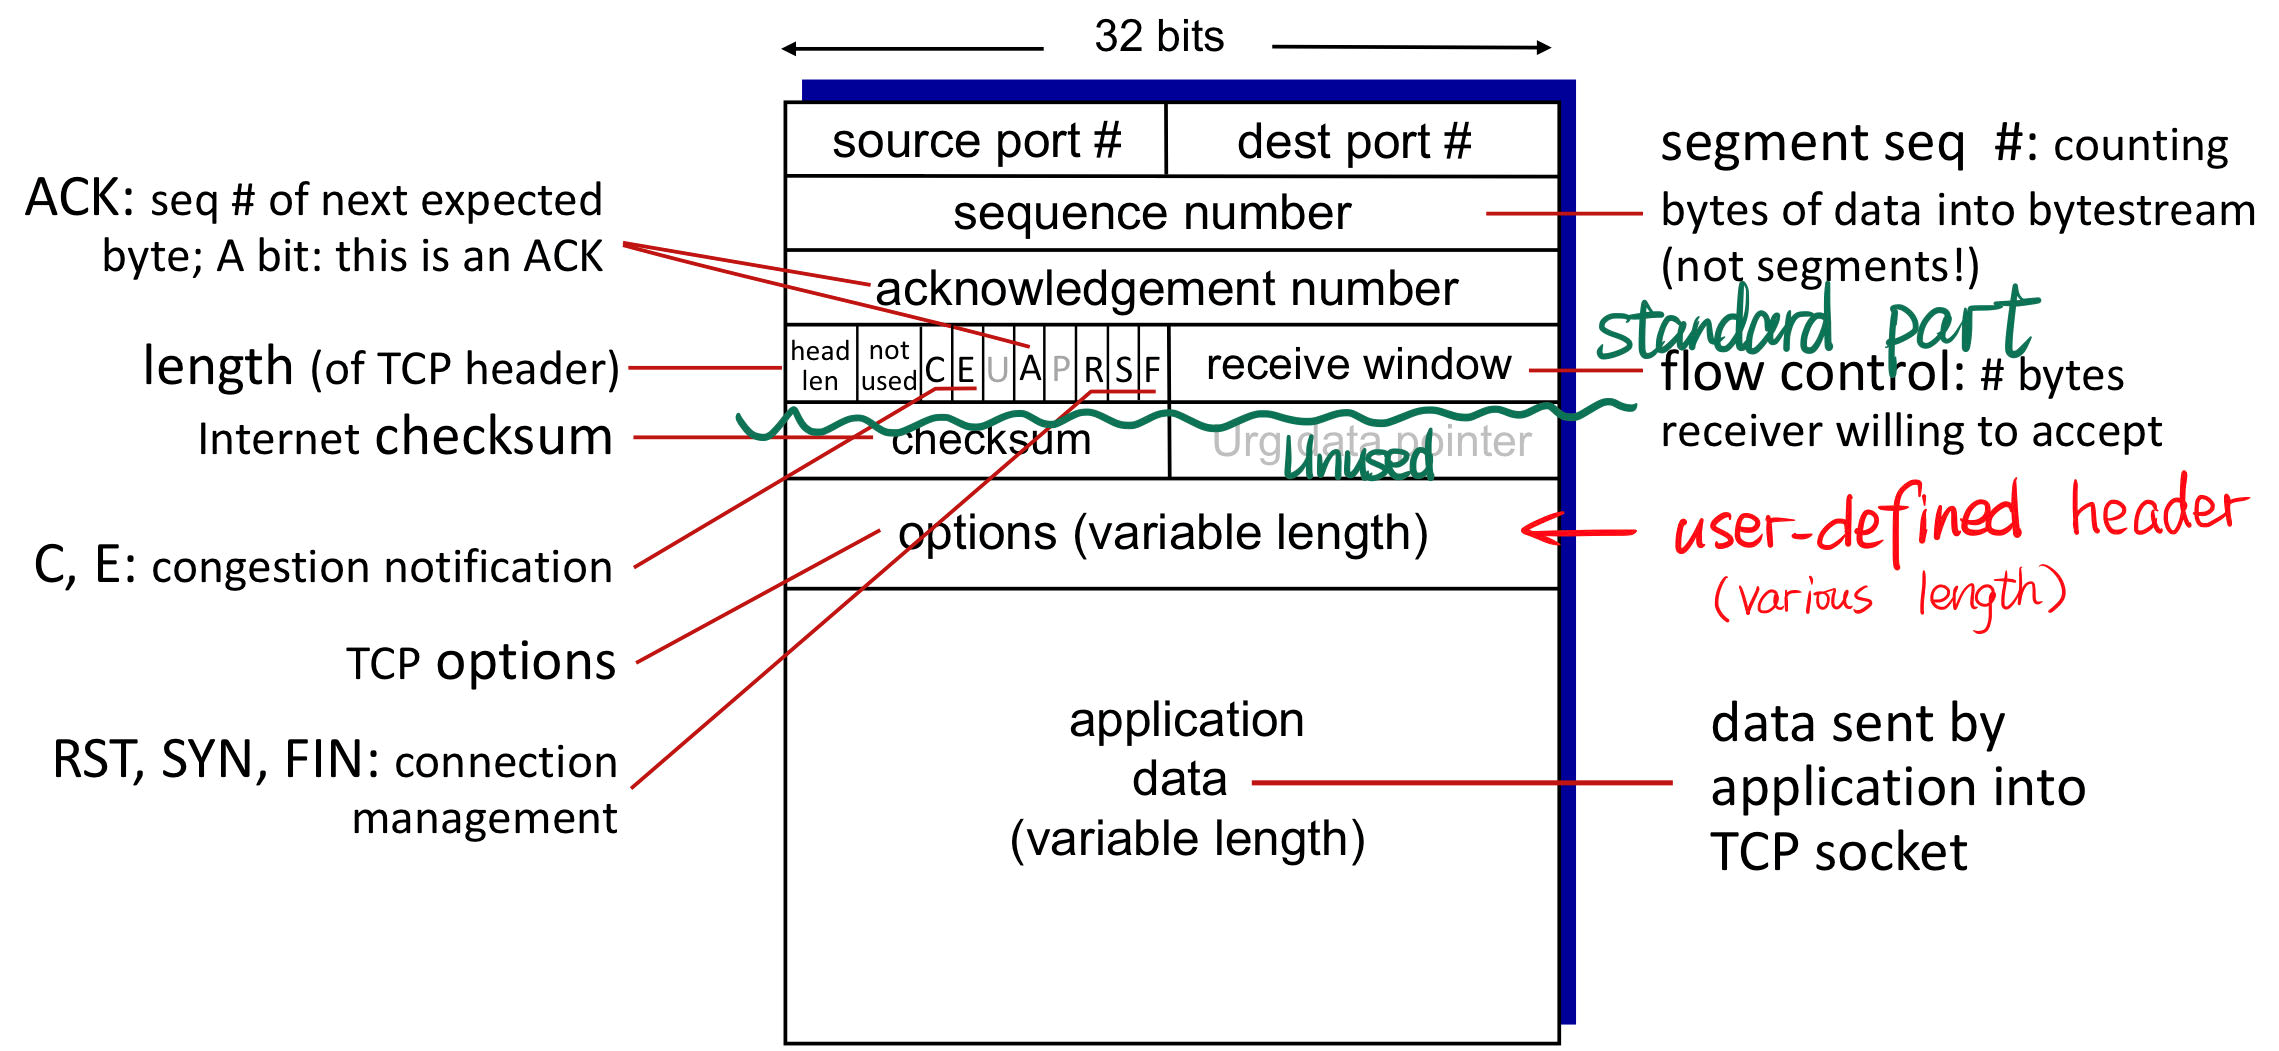 32 bits
source port #
dest port #
segment seq # : counting
bytes of data into bytestream
(not segments!)
ACK: seq # of next expected
byte; A bit: this is an ACK
sequence number
acknowledgement number
standard part
length (of TCP header)
head
len
not
used
C E U A P R S F
receive window
flow control: # bytes
receiver willing to accept
Internet checksum
checksum
Urg data pointer
Unused
C, E: congestion notification
options (variable length)
user-defined header
(various length)
TCP options
RST, SYN, FIN: connection
management
application
data
(variable length)
data sent by
application into
TCP socket